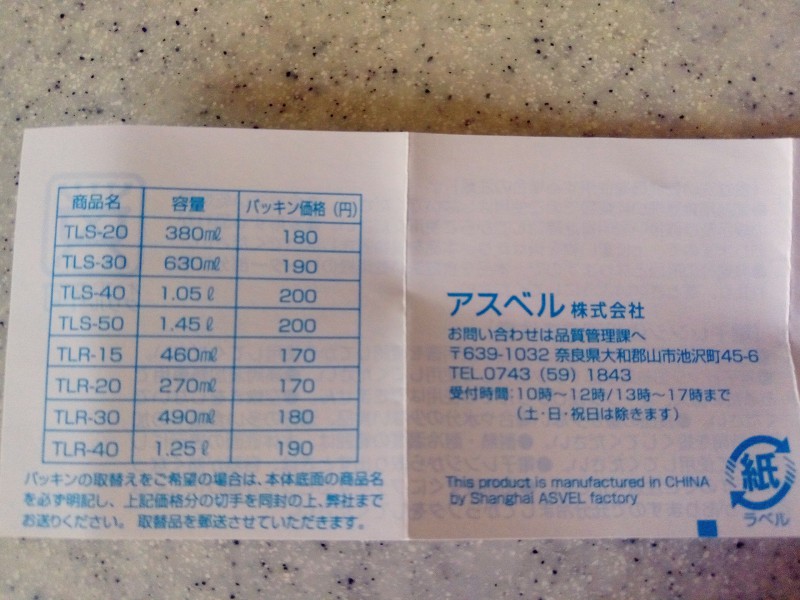 商品名 容量 パッキン価格(円)
TLS-20 380㎖ 180
TLS-30 630㎖ 190
TLS-40 1.05ℓ 200
TLS-50 1.45ℓ 200
TLR-15 460㎖ 170
TLR-20 270㎖ 170
TLR-30 490㎖ 180
TLR-40 1.25ℓ 190
パッキンの取替えをご希望の場合は、本体底面の商品名
を必ず明記し、上記価格分の切手を同封の上、弊社まで
お送りください。取替品を郵送させていただきます。
アスベル 株式会社
お問い合わせは品質管理課へ
〒639-1032 奈良県大和郡山市池沢町45-6
TEL.0743(59)1843
受付時間:10時〜12時/13時〜17時まで
(土・日・祝日は除きます)
This product is manufactured in CHINA
by Shanghai ASVEL factory
紙
ラベル